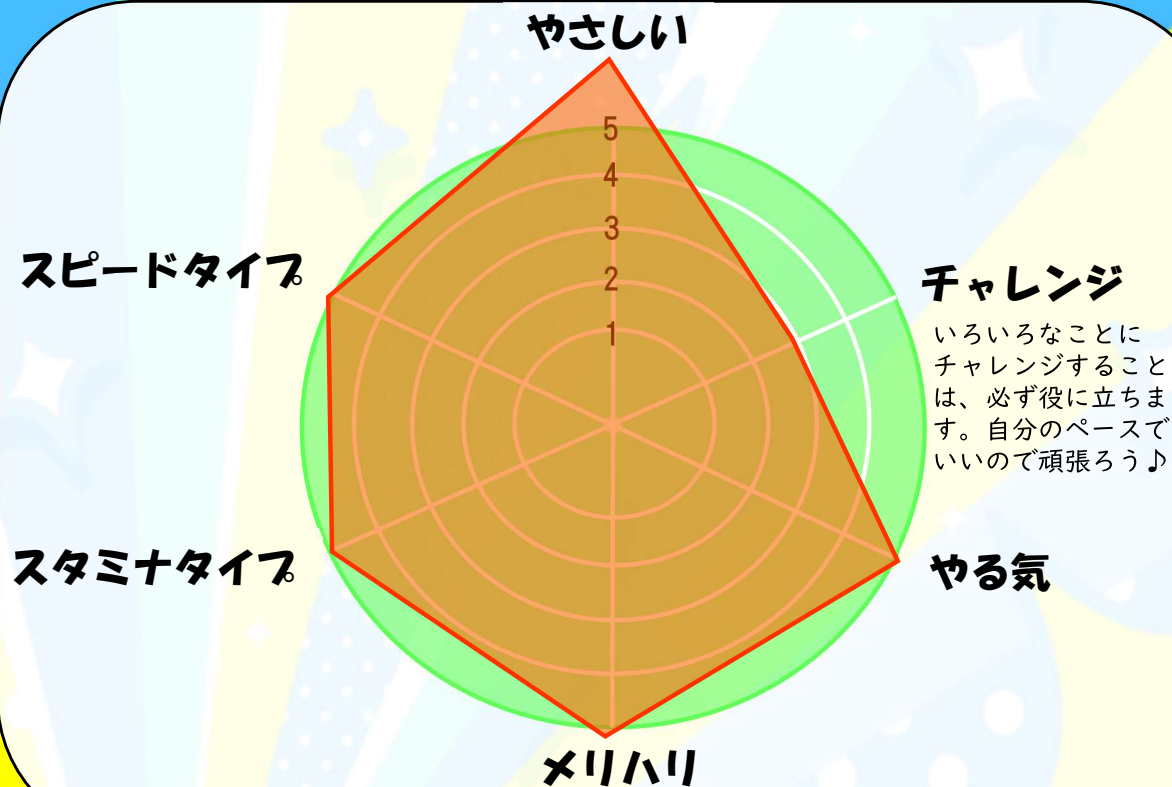 やさしい
5
4
3
2
1
スピードタイプ
チャレンジ
いろいろなことに
チャレンジすること
は、必ず役に立ちま
す。自分のペースで
いいので頑張ろう♪
スタミナタイプ
やる気
メリハリ